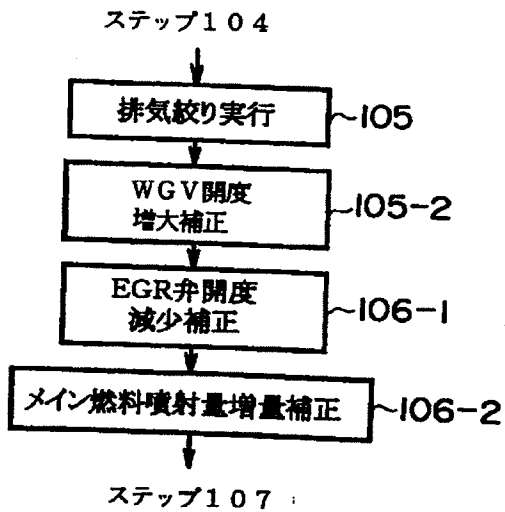 ステップ104
排気絞り実行
105
WGV開度
増大補正
105-2
EGR弁開度
減少補正
106-1
メイン燃料噴射量増量補正
106-2
ステップ107